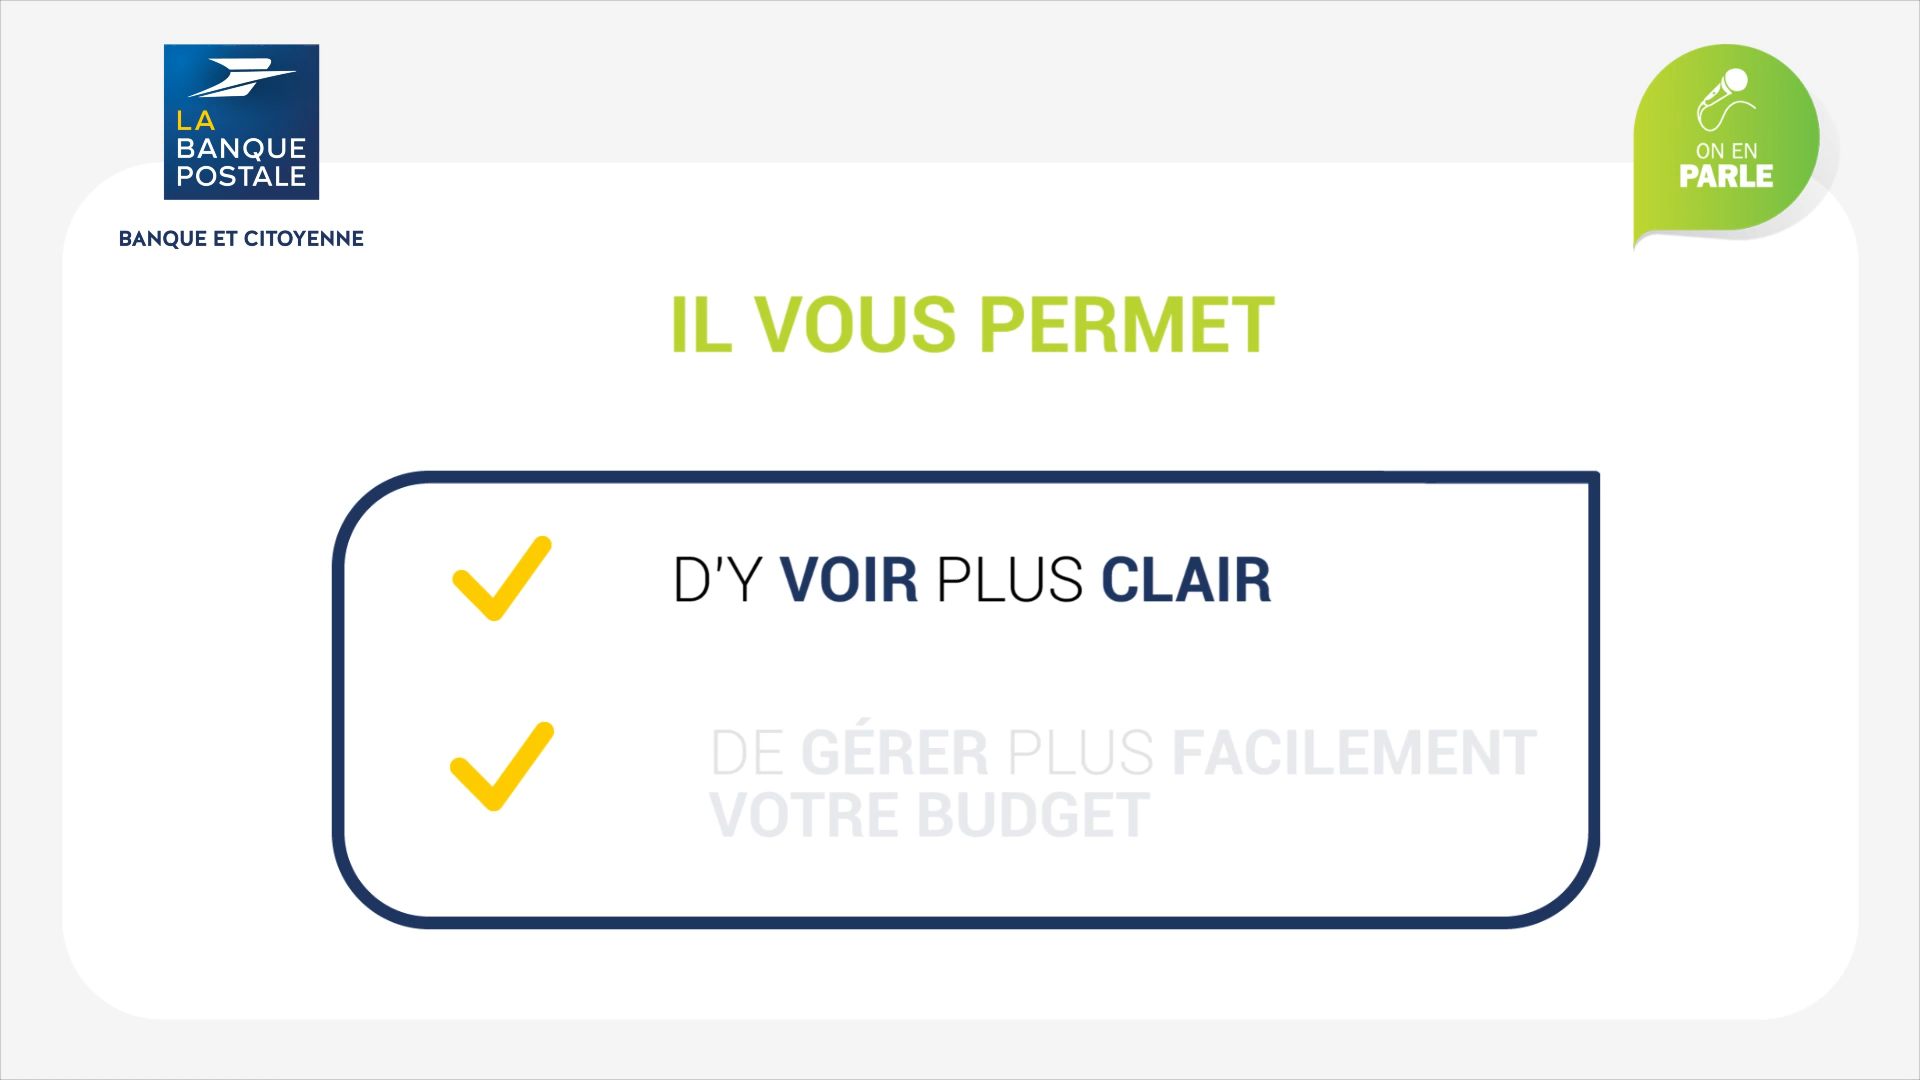 LA
BANQUE
POSTALE
BANQUE ET CITOYENNE
ON EN
PARLE
IL VOUS PERMET
D'Y VOIR PLUS CLAIR
DE GÉRER PLUS FACILEMENT
VOTRE BUDGET